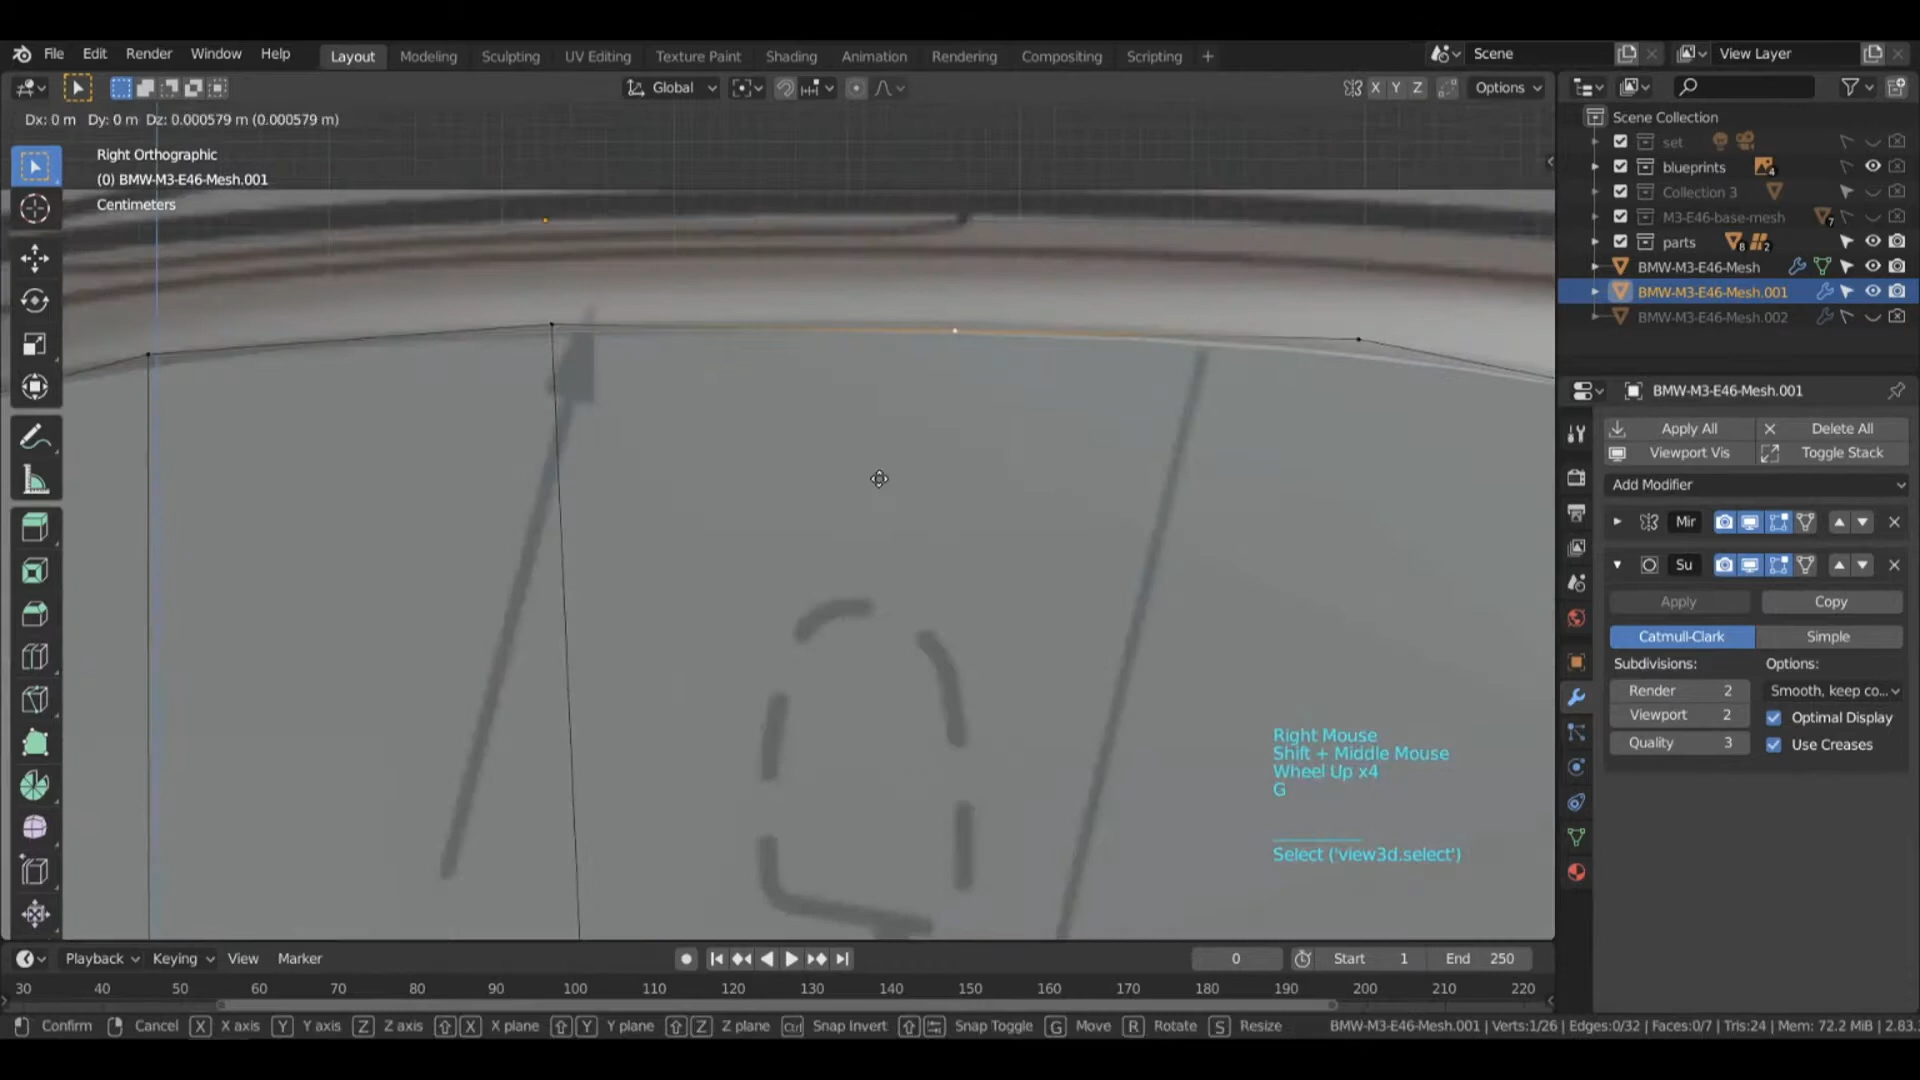 File Edit Render Window Help Layout Modeling Sculpting UV Editing Texture Paint Shading Animation Rendering Compositing Scripting + Scene View Layer
Global X Y Z Options
Dx: 0 m Dy: 0 m Dz: 0.000579 m (0.000579 m)
Right Orthographic
(0) BMW-M3-E46-Mesh.001
Centimeters
Scene Collection
set
blueprints 4
Collection 3
M3-E46-base-mesh 7
parts 8 2
BMW-M3-E46-Mesh
BMW-M3-E46-Mesh.001
BMW-M3-E46-Mesh.002
BMW-M3-E46-Mesh.001
Apply All Delete All
Viewport Vis Toggle Stack
Add Modifier
Mir
Su
Apply Copy
Catmull-Clark Simple
Subdivisions: Options:
Render 2 Smooth, keep co...
Viewport 2 Optimal Display
Quality 3 Use Creases
Right Mouse
Shift + Middle Mouse
Wheel Up x4
G
Select ('view3d.select')
Playback Keying View Marker 0 Start 1 End 250
30 40 50 60 70 80 90 100 110 120 130 140 150 160 170 180 190 200 210 220
Confirm Cancel X X axis Y Y axis Z Z axis X X plane Y Y plane Z Z plane Ctrl Snap Invert Snap Toggle G Move R Rotate S Resize BMW-M3-E46-Mesh.001 | Verts:1/26 | Edges:0/32 | Faces:0/7 | Tris:24 | Mem: 72.2 MiB | 2.83.